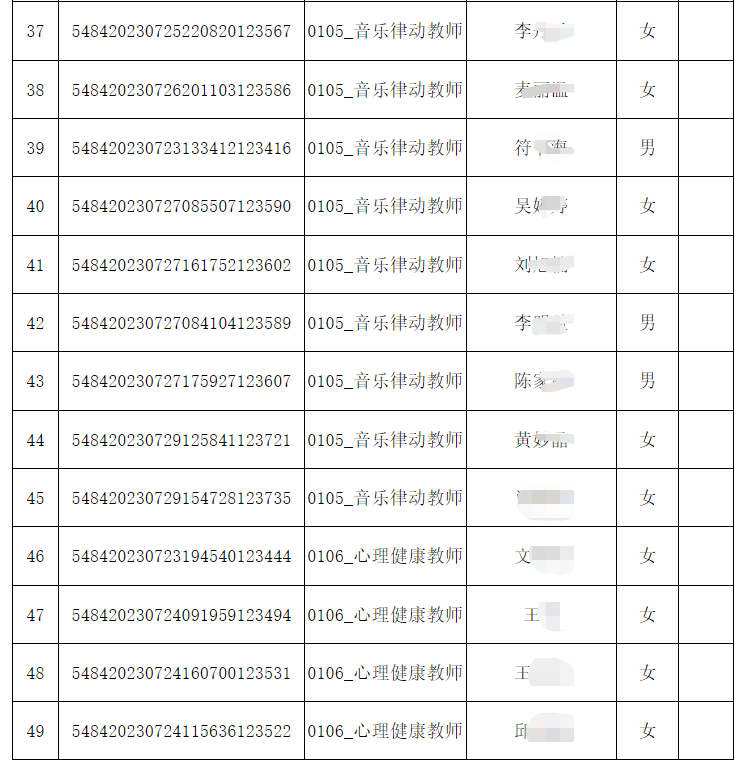 37 548420230725220820123567 0105_音乐律动教师 李 女
38 548420230726201103123586 0105_音乐律动教师 麦丽温 女
39 548420230723133412123416 0105_音乐律动教师 符 海 男
40 548420230727085507123590 0105_音乐律动教师 吴 婷 女
41 548420230727161752123602 0105_音乐律动教师 刘 女
42 548420230727084104123589 0105_音乐律动教师 李 男
43 548420230727175927123607 0105_音乐律动教师 陈家 男
44 548420230729125841123721 0105_音乐律动教师 黄妙晶 女
45 548420230729154728123735 0105_音乐律动教师 女
46 548420230723194540123444 0106_心理健康教师 文 女
47 548420230724091959123494 0106_心理健康教师 王 女
48 548420230724160700123531 0106_心理健康教师 王 女
49 548420230724115636123522 0106_心理健康教师 邱 女